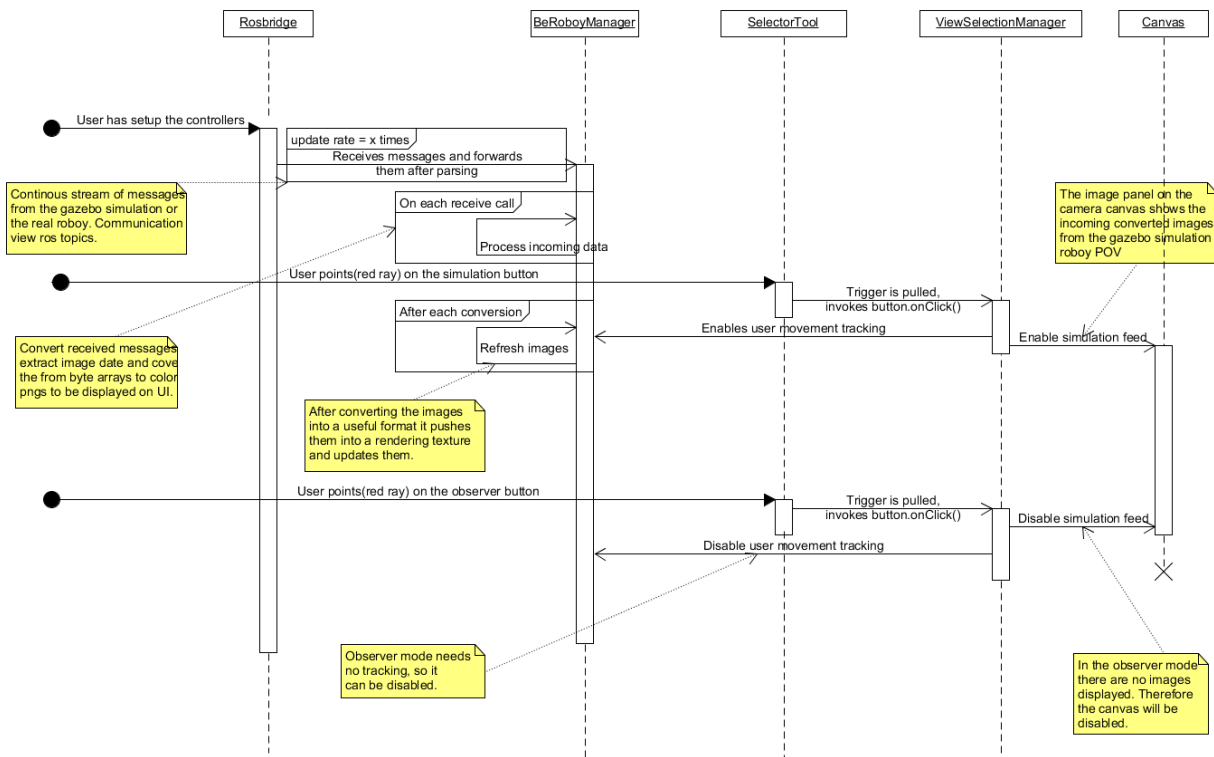 Rosbridge
BeRoboyManager
SelectorTool
ViewSelectionManager
Canvas
User has setup the controllers
update rate = x times
Receives messages and forwards
them after parsing
Continous stream of messages
from the gazebo simulation or
the real roboy. Communication
view ros topics.
On each receive call
Process incoming data
The image panel on the
camera canvas shows the
incoming converted images
from the gazebo simulation
roboy POV
User points(red ray) on the simulation button
Trigger is pulled,
invokes button.onClick()
After each conversion
Refresh images
Enables user movement tracking
Enable simulation feed
Convert received messages
extract image date and cove
the from byte arrays to color
pngs to be displayed on UI.
After converting the images
into a useful format it pushes
them into a rendering texture
and updates them.
User points(red ray) on the observer button
Trigger is pulled,
invokes button.onClick()
Disable simulation feed
Disable user movement tracking
Observer mode needs
no tracking, so it
can be disabled.
In the observer mode
there are no images
displayed. Therefore
the canvas will be
disabled.